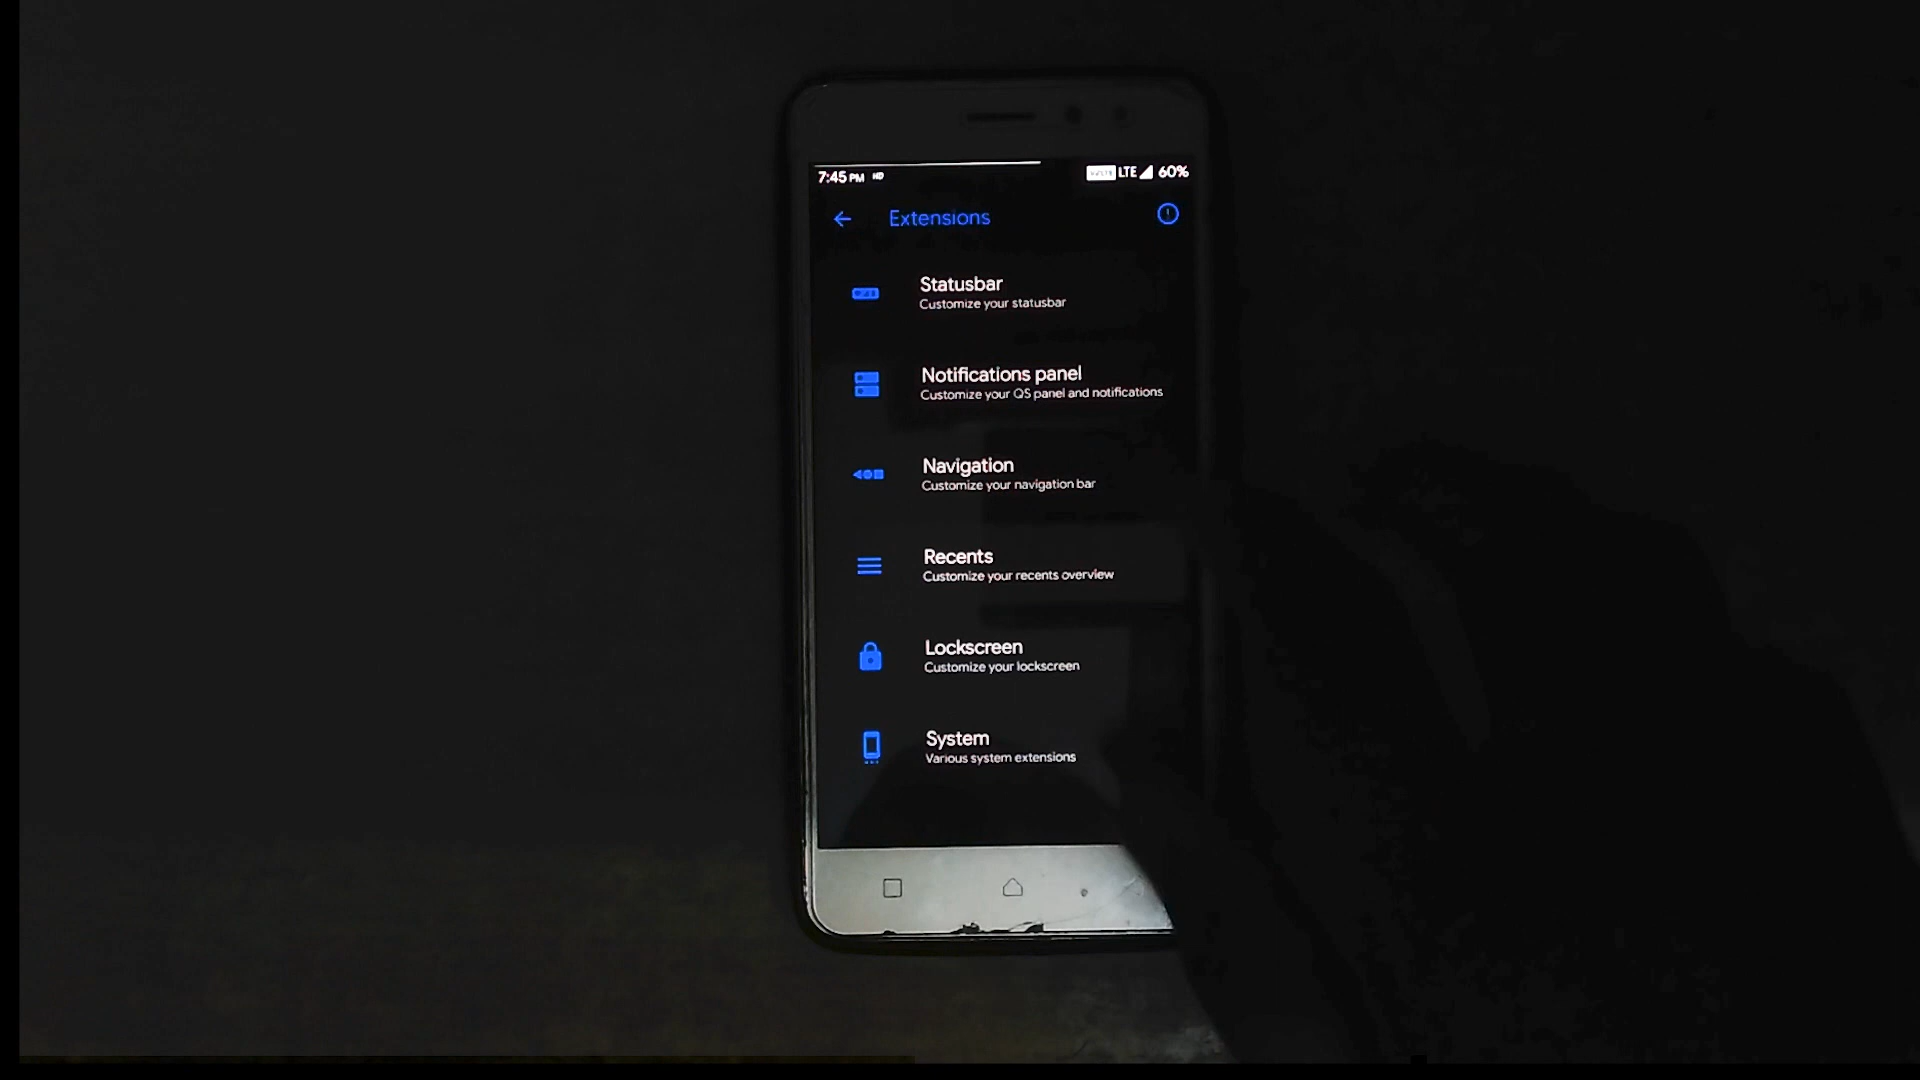 7:45 PM HD LTE 60%
Extensions
Statusbar
Customize your statusbar
Notifications panel
Customize your QS panel and notifications
Navigation
Customize your navigation bar
Recents
Customize your recents overview
Lockscreen
Customize your lockscreen
System
Various system extensions